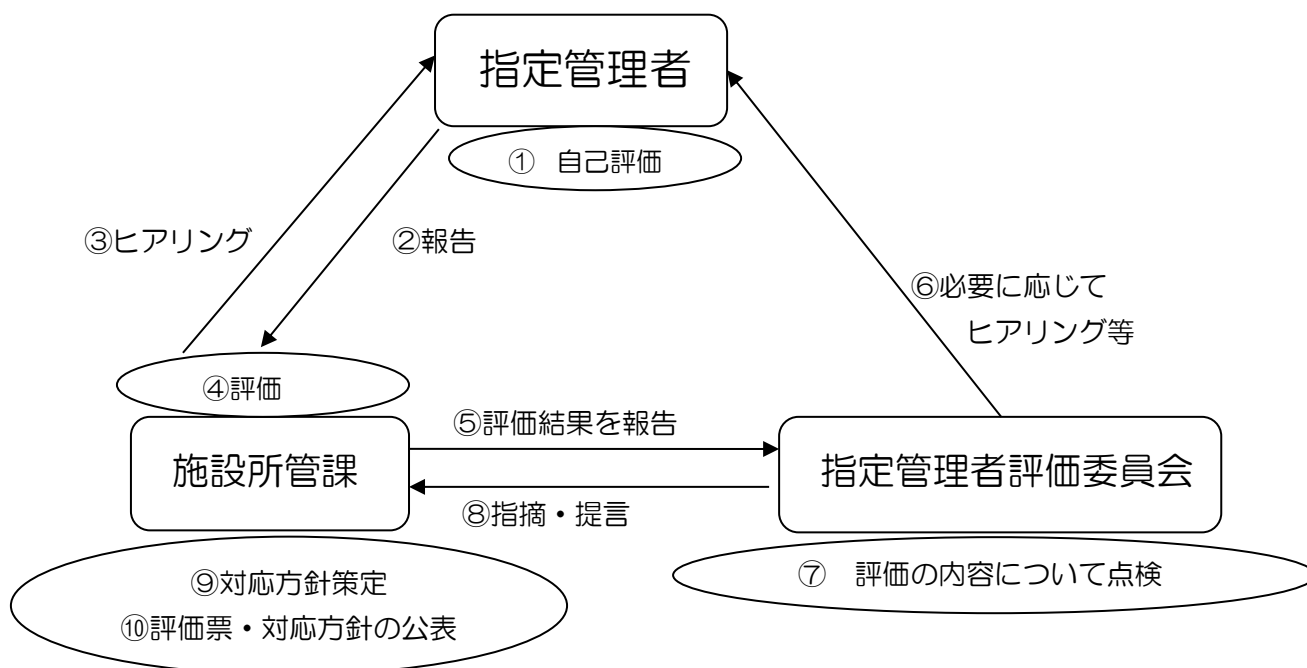 指定管理者
① 自己評価
③ヒアリング
②報告
⑥必要に応じて
ヒアリング等
④評価
⑤評価結果を報告
施設所管課
指定管理者評価委員会
⑧指摘・提言
⑨対応方針策定
⑦ 評価の内容について点検
⑩評価票・対応方針の公表